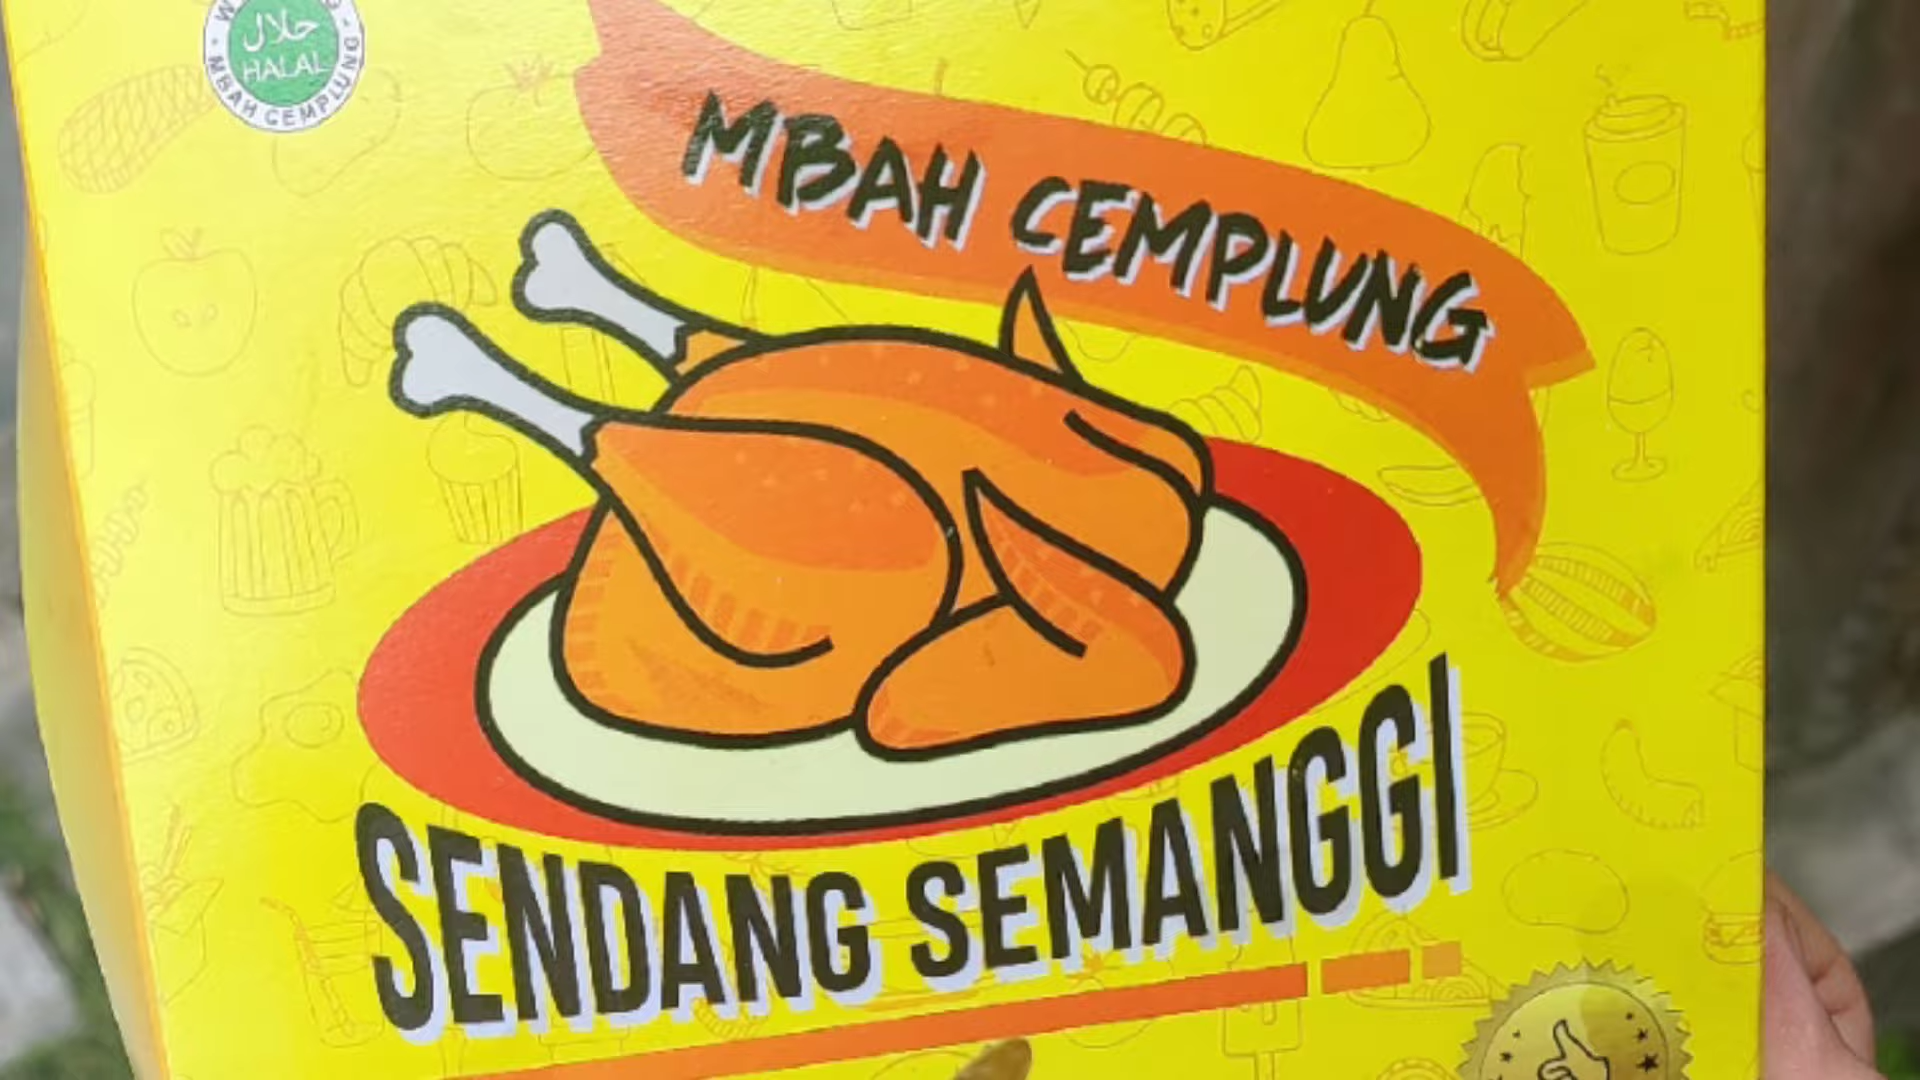 حلال
HALAL
MBAH CEMPLUNG
MBAH CEMPLUNG
SENDANG SEMANGGI